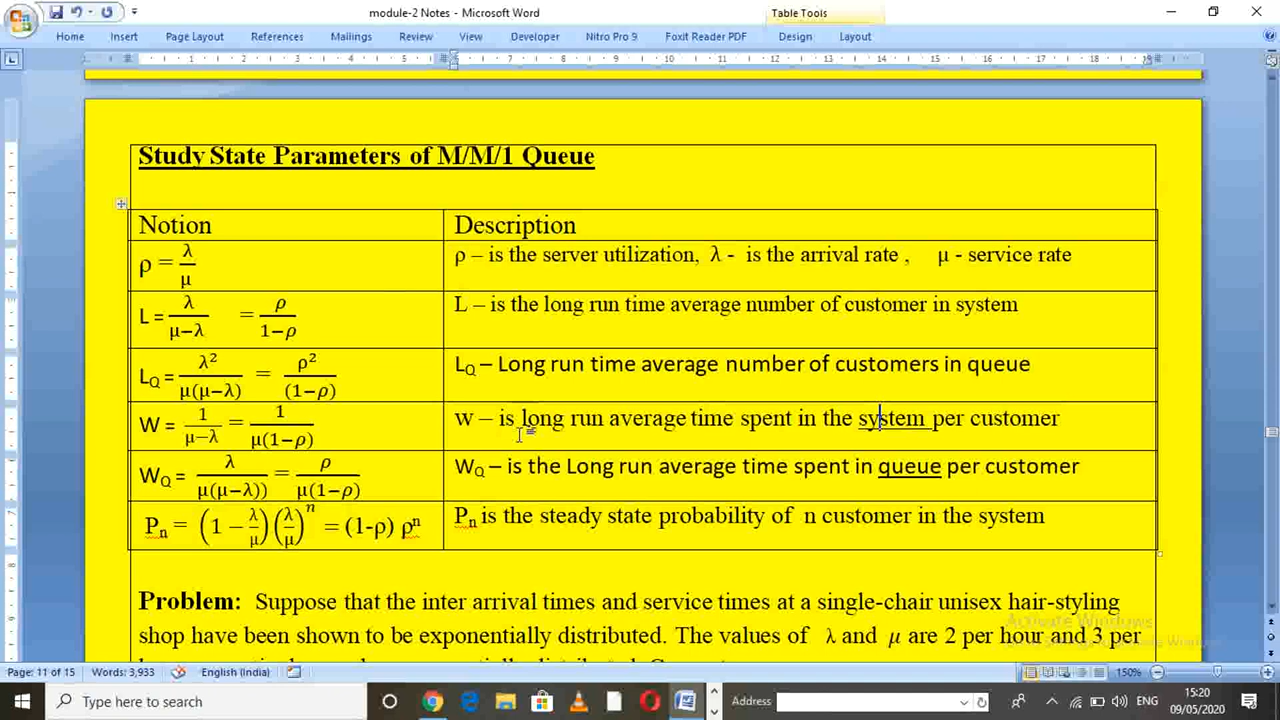 module-2 Notes - Microsoft Word
Table Tools
Home Insert Page Layout References Mailings Review View Developer Nitro Pro 9 Foxit Reader PDF Design Layout
Study State Parameters of M/M/1 Queue
Notion Description
ρ = λ/μ ρ – is the server utilization, λ - is the arrival rate , μ - service rate
L = λ/(μ−λ) = ρ/(1−ρ) L – is the long run time average number of customer in system
L_Q = λ²/(μ(μ−λ)) = ρ²/((1−ρ)) L_Q – Long run time average number of customers in queue
W = 1/(μ−λ) = 1/(μ(1−ρ)) w – is long run average time spent in the system per customer
W_Q = λ/(μ(μ−λ))) = ρ/(μ(1−ρ) W_Q – is the Long run average time spent in queue per customer
P_n = (1 − λ/μ)(λ/μ)^n = (1-ρ) ρ^n P_n is the steady state probability of n customer in the system
Problem: Suppose that the inter arrival times and service times at a single-chair unisex hair-styling
shop have been shown to be exponentially distributed. The values of λ and μ are 2 per hour and 3 per
Activate Windows
Page: 11 of 15 Words: 3,933 English (India) 150%
Type here to search Address ENG 15:20
09/05/2020